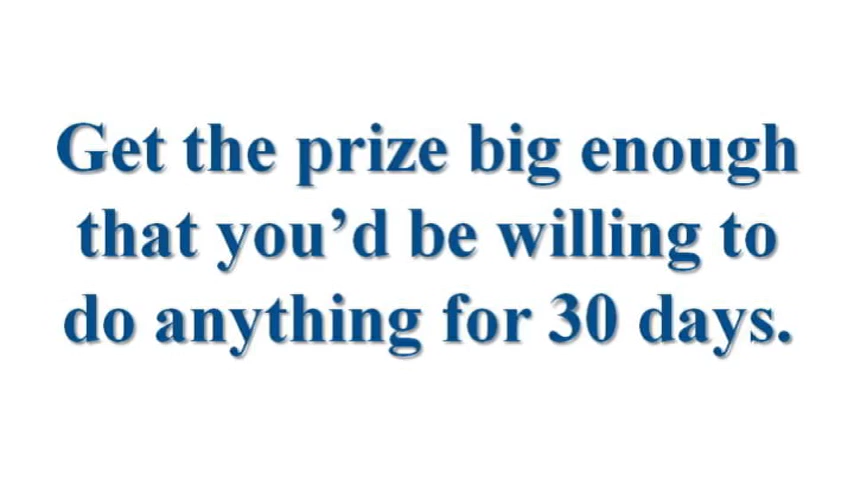 Get the prize big enough
that you’d be willing to
do anything for 30 days.